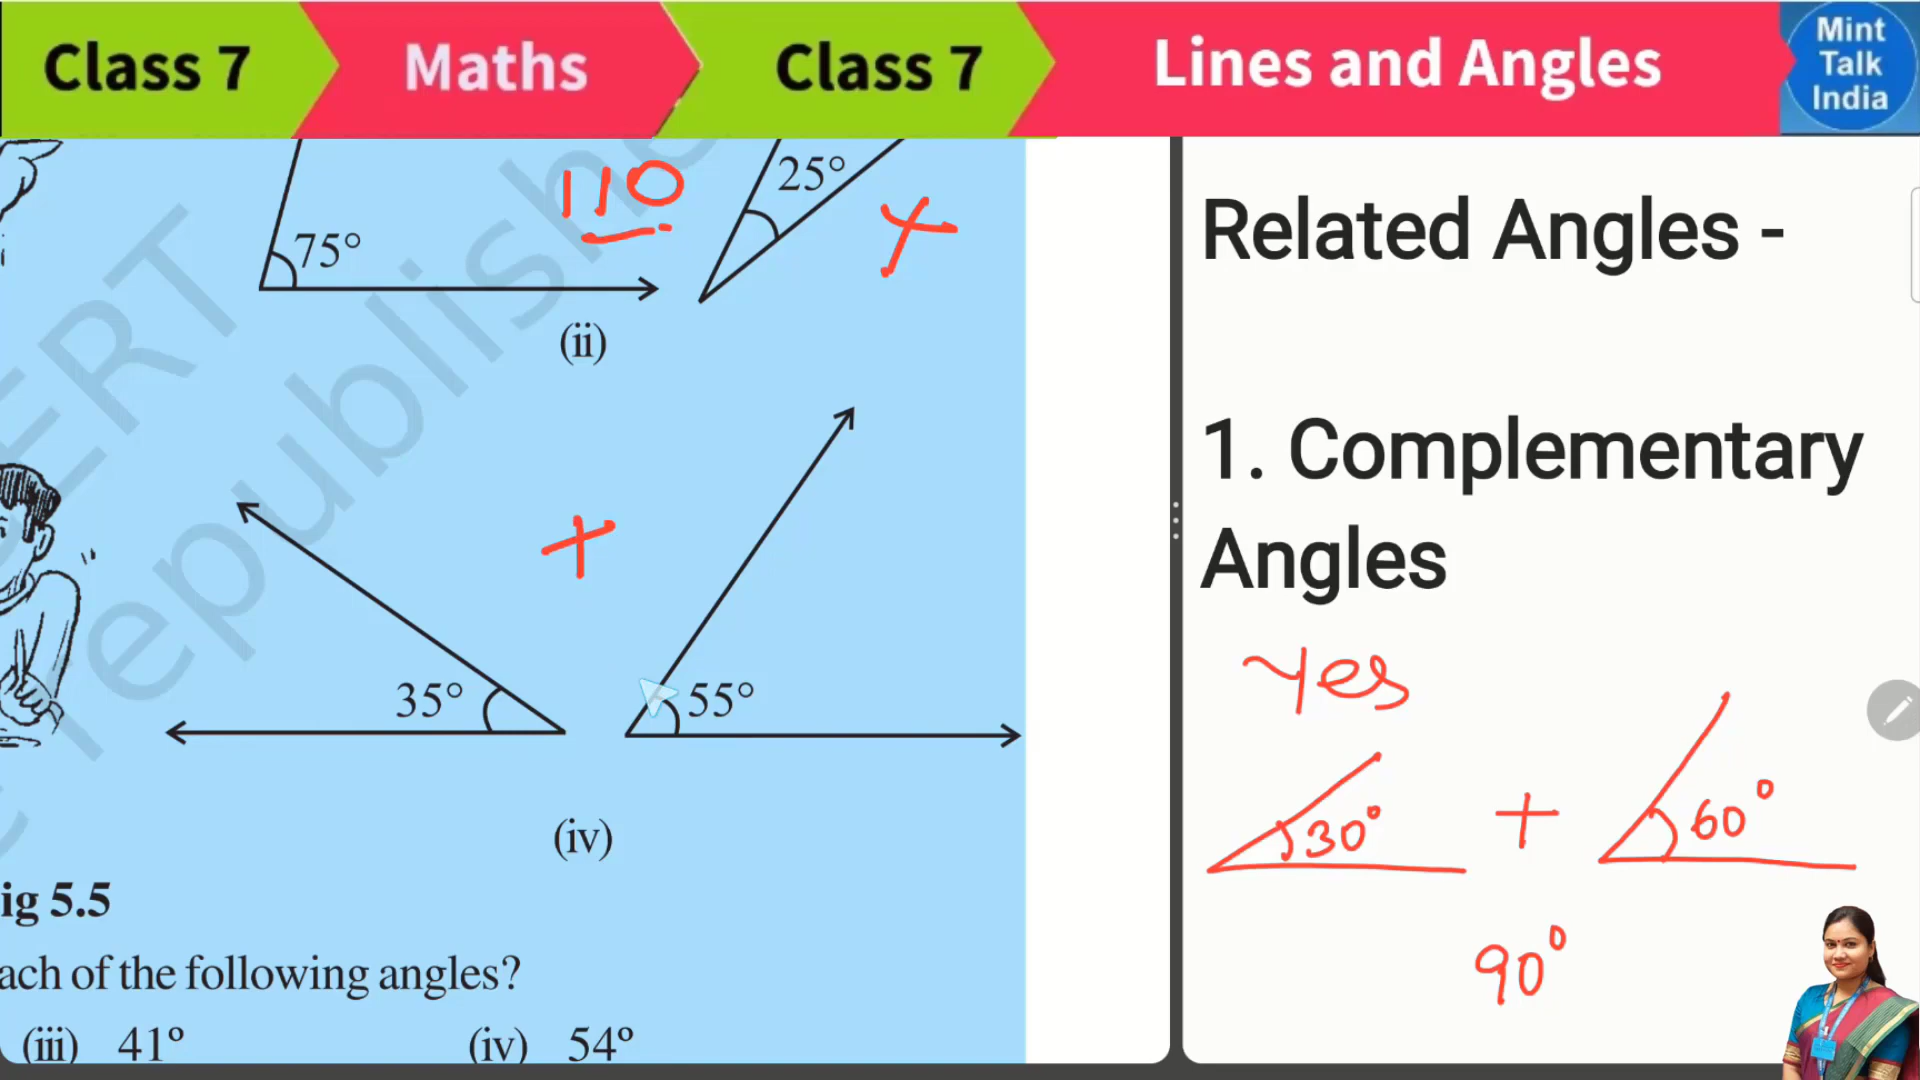 Class 7
Maths
Class 7
Lines and Angles
Mint
Talk
India
75°
110
25°
(ii)
+
35°
55°
(iv)
ig 5.5
ach of the following angles?
(iii) 41°
(iv) 54°
ERT
republishe
Related Angles -
1. Complementary
Angles
Yes
30° + 60°
90°